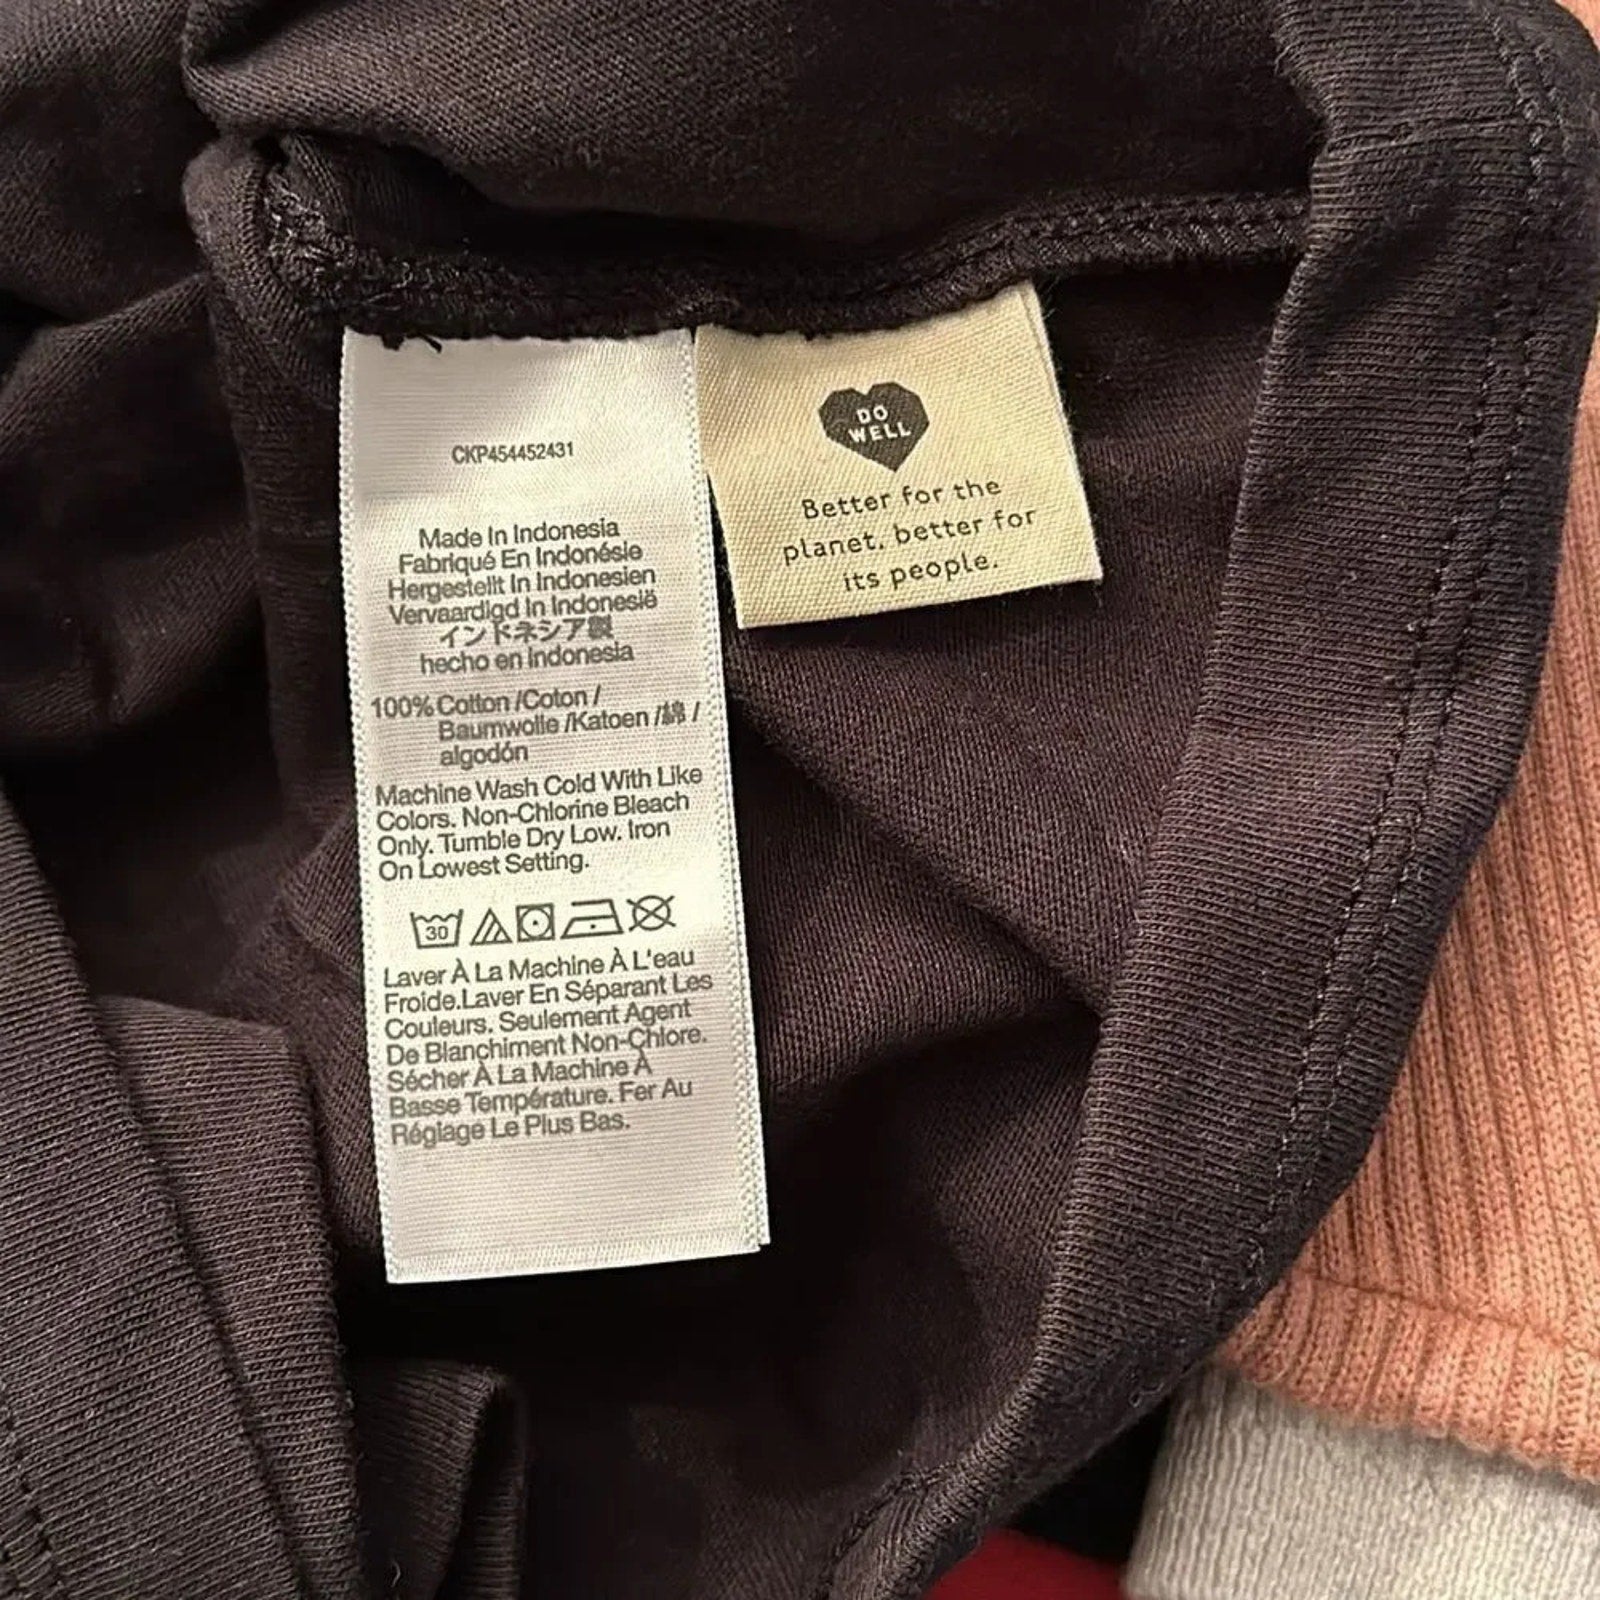 CKP454452431
Made In Indonesia
Fabriqué En Indonésie
Hergestellt In Indonesien
Vervaardigd In Indonesië
インドネシア製
hecho en Indonesia
100% Cotton /Coton /
Baumwolle /Katoen /綿 /
algodón
Machine Wash Cold With Like
Colors. Non-Chlorine Bleach
Only. Tumble Dry Low. Iron
On Lowest Setting.
30
Laver À La Machine À L'eau
Froide.Laver En Séparant Les
Couleurs. Seulement Agent
De Blanchiment Non-Chlore.
Sécher À La Machine À
Basse Température. Fer Au
Réglage Le Plus Bas.
DO
WELL
Better for the
planet, better for
its people.